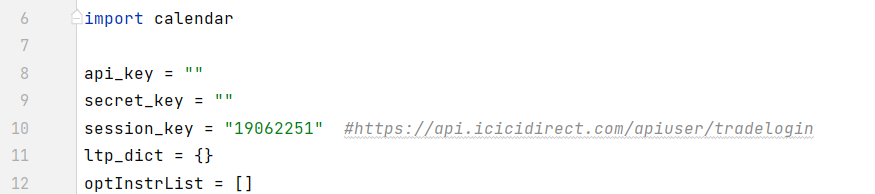 6 import calendar
7
8 api_key = ""
9 secret_key = ""
10 session_key = "19062251" #https://api.icicidirect.com/apiuser/tradelogin
11 ltp_dict = {}
12 optInstrList = []